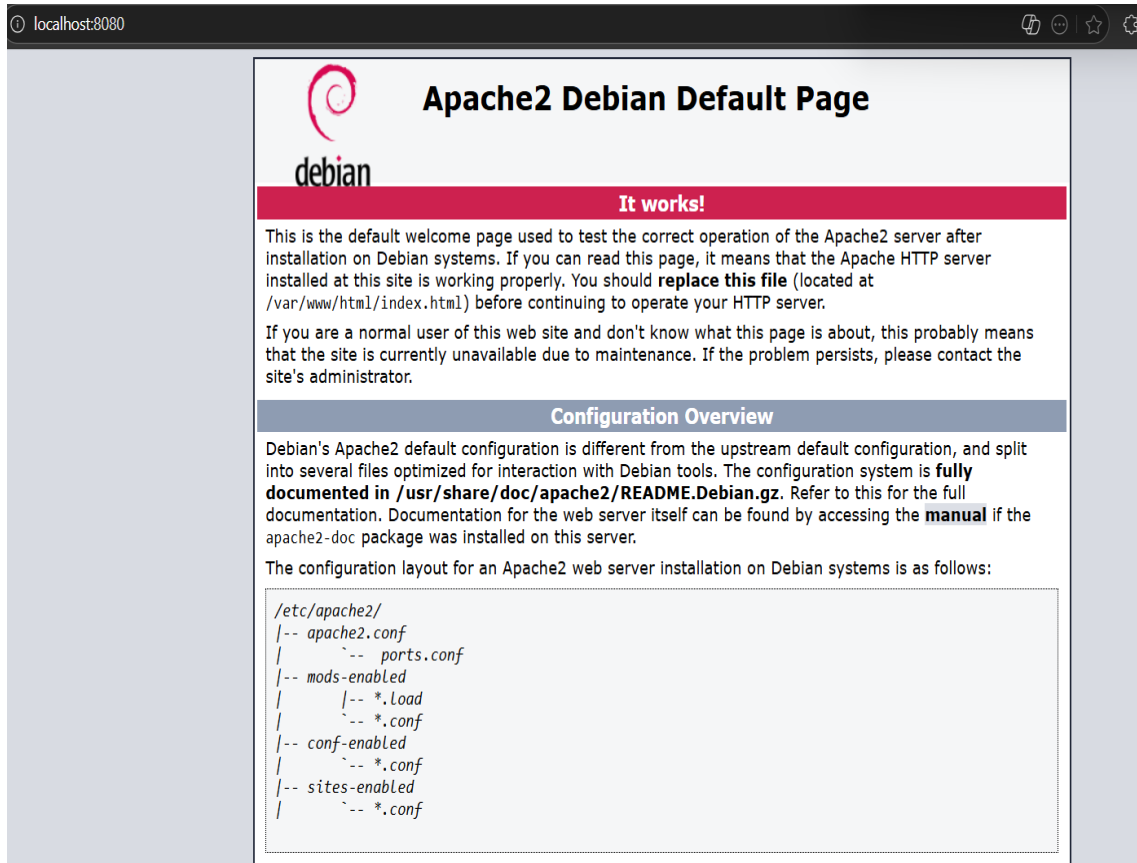 localhost:8080
Apache2 Debian Default Page
debian
It works!
This is the default welcome page used to test the correct operation of the Apache2 server after
installation on Debian systems. If you can read this page, it means that the Apache HTTP server
installed at this site is working properly. You should replace this file (located at
/var/www/html/index.html) before continuing to operate your HTTP server.
If you are a normal user of this web site and don't know what this page is about, this probably means
that the site is currently unavailable due to maintenance. If the problem persists, please contact the
site's administrator.
Configuration Overview
Debian's Apache2 default configuration is different from the upstream default configuration, and split
into several files optimized for interaction with Debian tools. The configuration system is fully
documented in /usr/share/doc/apache2/README.Debian.gz. Refer to this for the full
documentation. Documentation for the web server itself can be found by accessing the manual if the
apache2-doc package was installed on this server.
The configuration layout for an Apache2 web server installation on Debian systems is as follows:
/etc/apache2/
|-- apache2.conf
|       `--  ports.conf
|-- mods-enabled
|       |-- *.load
|       `-- *.conf
|-- conf-enabled
|       `-- *.conf
|-- sites-enabled
|       `-- *.conf